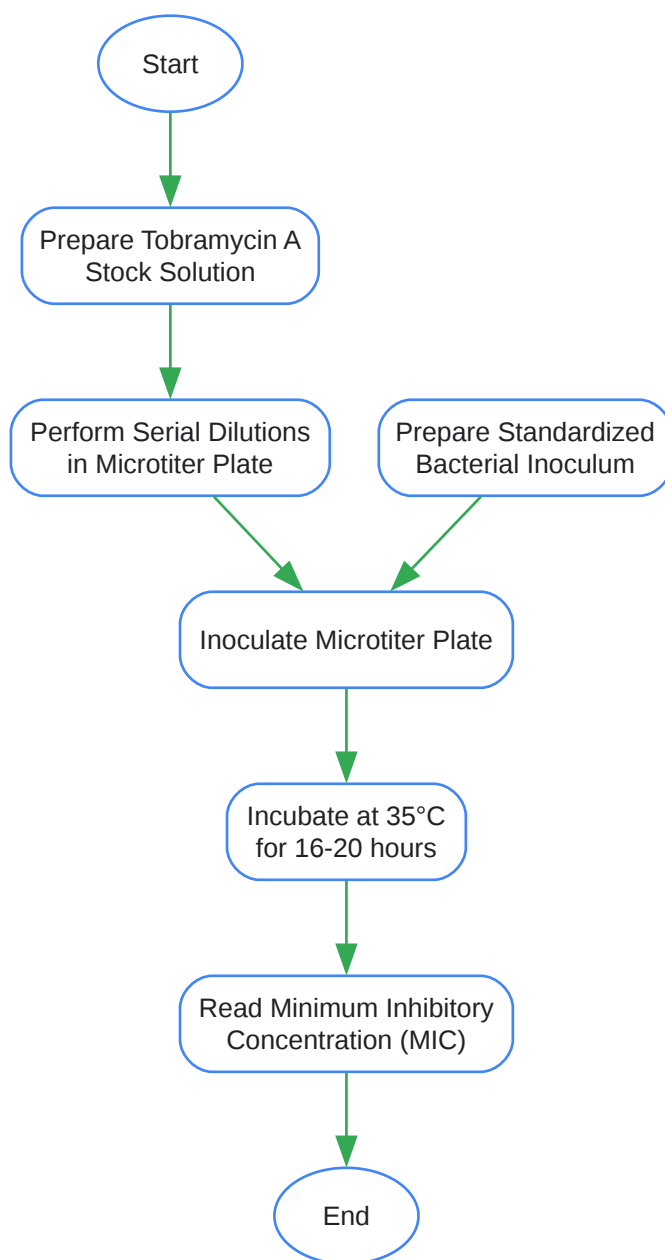 Start
Prepare Tobramycin A
Stock Solution
Perform Serial Dilutions
in Microtiter Plate
Prepare Standardized
Bacterial Inoculum
Inoculate Microtiter Plate
Incubate at 35°C
for 16-20 hours
Read Minimum Inhibitory
Concentration (MIC)
End